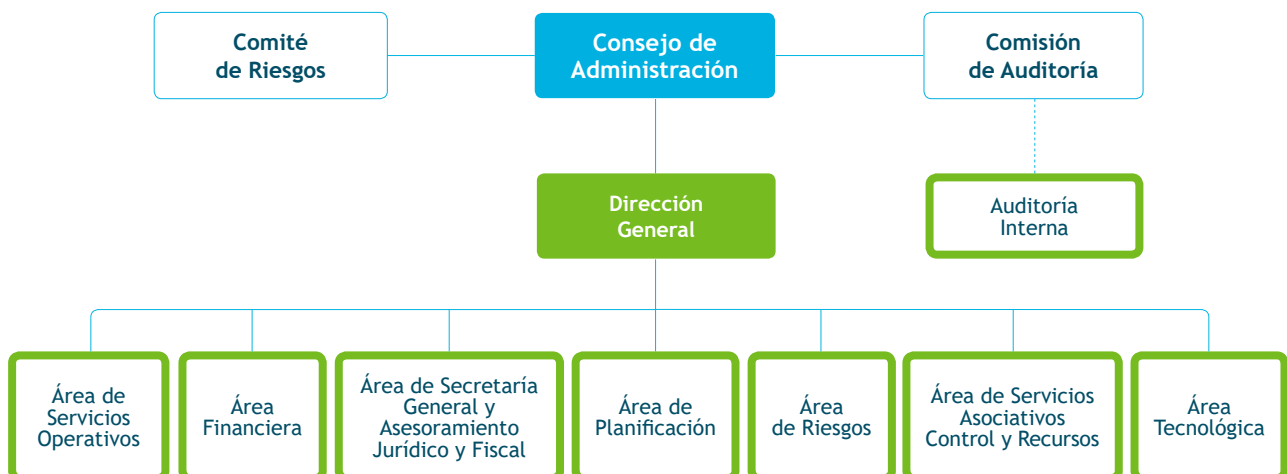 Comité
de Riesgos
Consejo de
Administración
Comisión
de Auditoría
Dirección
General
Auditoría
Interna
Área de
Servicios
Operativos
Área
Financiera
Área de Secretaría
General y
Asesoramiento
Jurídico y Fiscal
Área de
Planificación
Área
de Riesgos
Área de Servicios
Asociativos
Control y Recursos
Área
Tecnológica